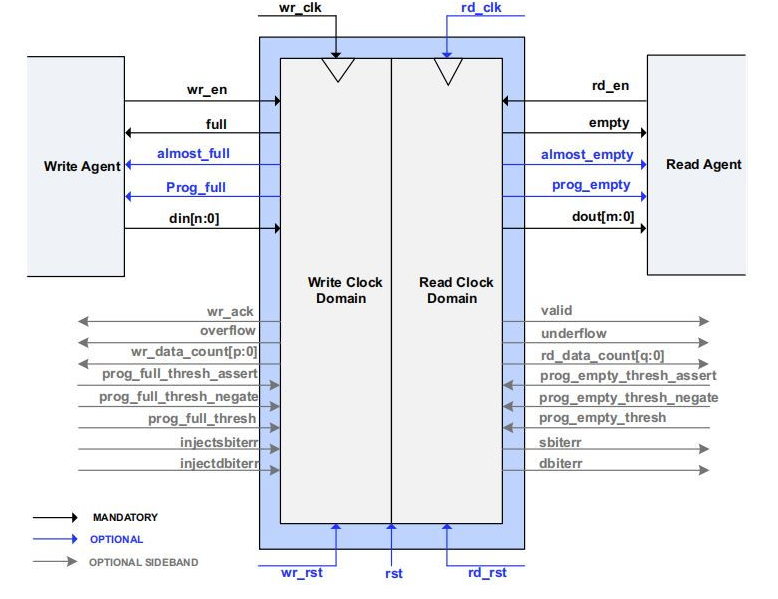 wr_clk
rd_clk
wr_en
rd_en
full
empty
almost_full
almost_empty
Write Agent
Read Agent
Prog_full
prog_empty
din[n:0]
dout[m:0]
Write Clock
Domain
Read Clock
Domain
wr_ack
valid
overflow
underflow
wr_data_count[p:0]
rd_data_count[q:0]
prog_full_thresh_assert
prog_empty_thresh_assert
prog_full_thresh_negate
prog_empty_thresh_negate
prog_full_thresh
prog_empty_thresh
injectsbiterr
sbiterr
injectdbiterr
dbiterr
MANDATORY
OPTIONAL
OPTIONAL SIDEBAND
wr_rst
rst
rd_rst